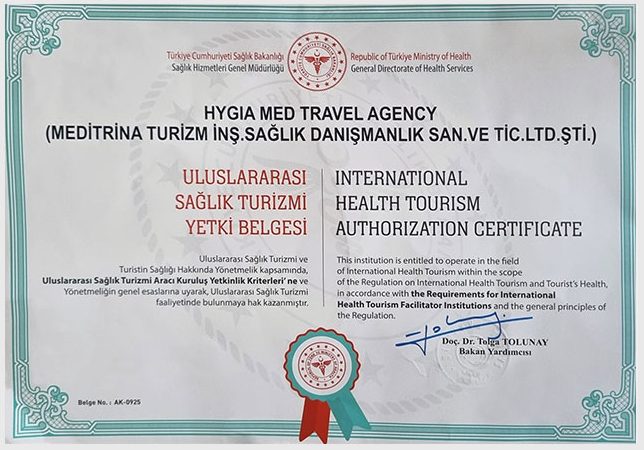 Türkiye Cumhuriyeti Sağlık Bakanlığı
Sağlık Hizmetleri Genel Müdürlüğü
Republic of Türkiye Ministry of Health
General Directorate of Health Services
HYGIA MED TRAVEL AGENCY
(MEDITRINA TURİZM İNŞ.SAĞLIK DANIŞMANLIK SAN.VE TİC.LTD.ŞTİ.)
ULUSLARARASI
SAĞLIK TURİZMİ
YETKİ BELGESİ
INTERNATIONAL
HEALTH TOURISM
AUTHORIZATION CERTIFICATE
Uluslararası Sağlık Turizmi ve
Turistin Sağlığı Hakkında Yönetmelik kapsamında,
Uluslararası Sağlık Turizmi Aracı Kuruluş Yetkinlik Kriterleri' ne ve
Yönetmeliğin genel esaslarına uyarak, Uluslararası Sağlık Turizmi
faaliyetinde bulunmaya hak kazanmıştır.
This institution is entitled to operate in the field
of International Health Tourism within the scope
of the Regulation on International Health Tourism and Tourist's Health,
in accordance with the Requirements for International
Health Tourism Facilitator Institutions and the general principles of
the Regulation.
Doç. Dr. Tolga TOLUNAY
Bakan Yardımcısı
Belge No. : AK-0925